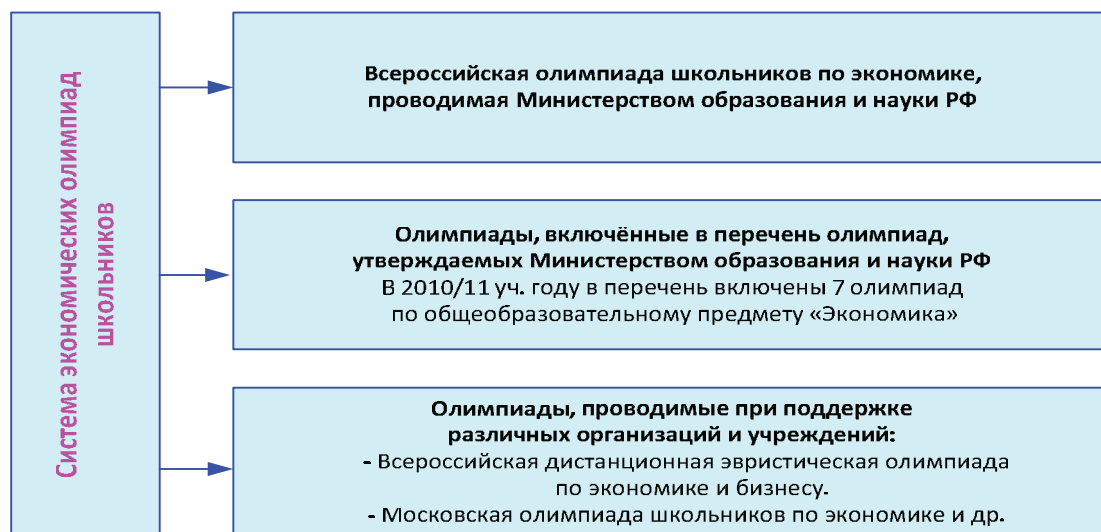 Система экономических олимпиад
школьников
Всероссийская олимпиада школьников по экономике,
проводимая Министерством образования и науки РФ
Олимпиады, включённые в перечень олимпиад,
утверждаемых Министерством образования и науки РФ
В 2010/11 уч. году в перечень включены 7 олимпиад
по общеобразовательному предмету «Экономика»
Олимпиады, проводимые при поддержке
различных организаций и учреждений:
- Всероссийская дистанционная эвристическая олимпиада
по экономике и бизнесу.
- Московская олимпиада школьников по экономике и др.